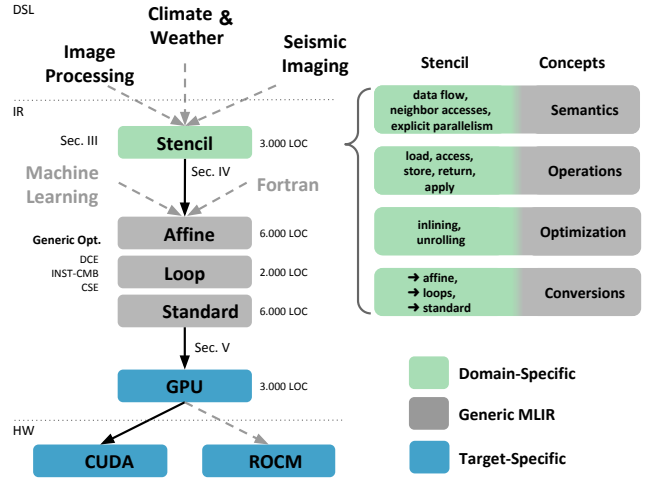 DSL
Climate &
Weather
Image
Processing
Seismic
Imaging
IR
Sec. III
Stencil
3.000 LOC
Sec. IV
Machine
Learning
Fortran
Generic Opt.
DCE
INST-CMB
CSE
Affine
6.000 LOC
Loop
2.000 LOC
Standard
6.000 LOC
Sec. V
GPU
3.000 LOC
HW
CUDA
ROCM
Stencil
Concepts
data flow,
neighbor accesses,
explicit parallelism
Semantics
load, access,
store, return,
apply
Operations
inlining,
unrolling
Optimization
➜ affine,
➜ loops,
➜ standard
Conversions
Domain-Specific
Generic MLIR
Target-Specific